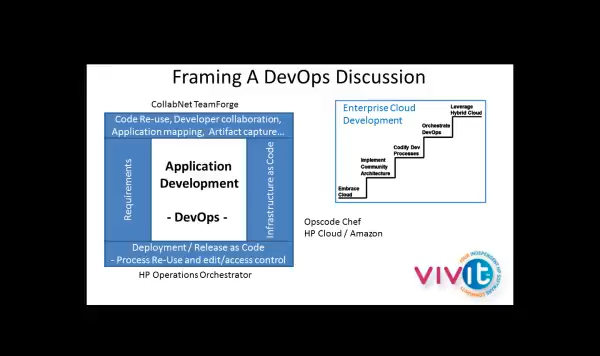 Framing A DevOps Discussion
CollabNet TeamForge
Code Re-use, Developer collaboration,
Application mapping, Artifact capture...
Requirements
Application
Development
- DevOps -
Infrastructure as Code
Deployment / Release as Code
- Process Re-Use and edit/access control
HP Operations Orchestrator
Enterprise Cloud
Development
Leverage
Hybrid Cloud
Orchestrate
DevOps
Codify Dev
Processes
Implement
Community
Architecture
Embrace
Cloud
Opscode Chef
HP Cloud / Amazon
vivit